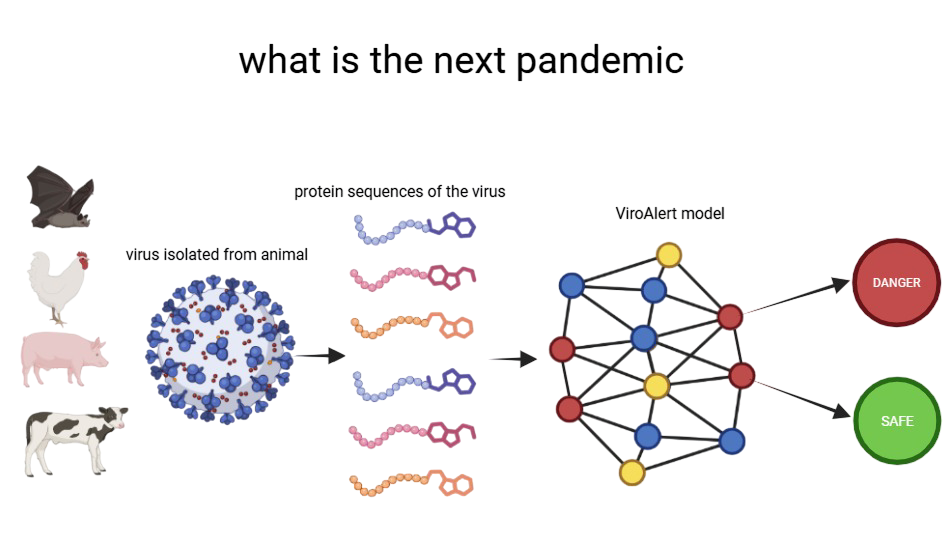 what is the next pandemic
protein sequences of the virus
ViroAlert model
virus isolated from animal
DANGER
SAFE